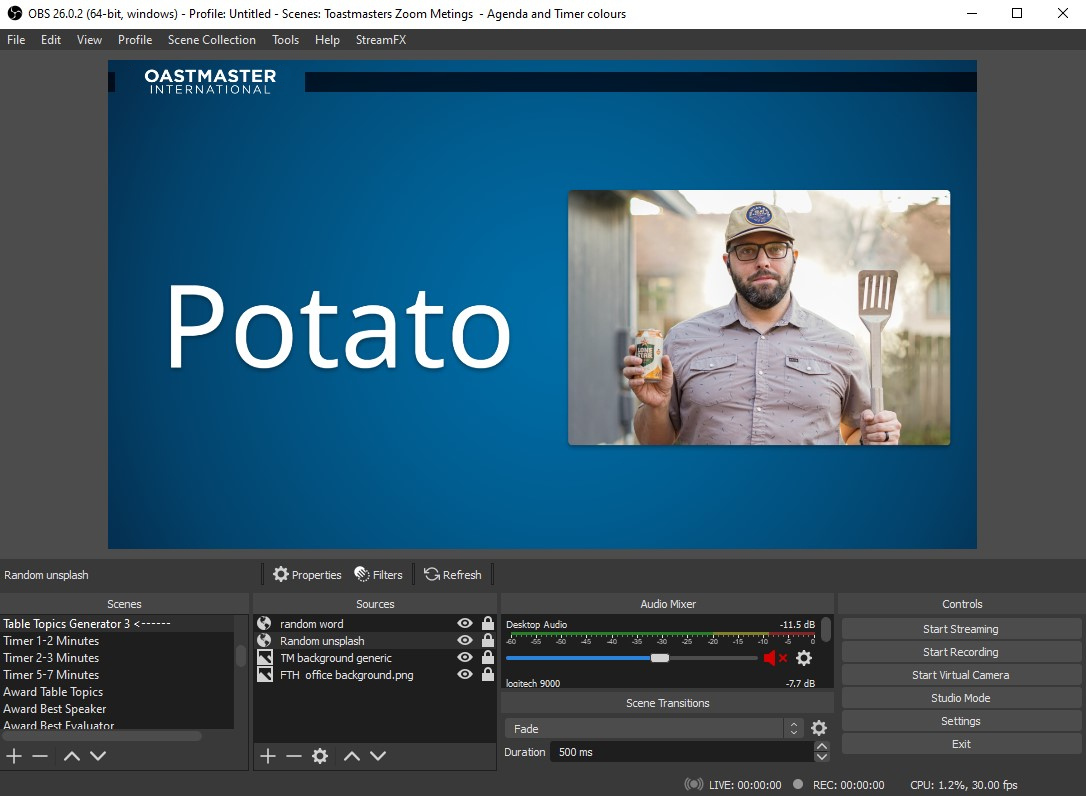 OBS 26.0.2 (64-bit, windows) - Profile: Untitled - Scenes: Toastmasters Zoom Metings - Agenda and Timer colours
File Edit View Profile Scene Collection Tools Help StreamFX
OASTMASTER
INTERNATIONAL
Potato
LONE STAR
Random unsplash Properties Filters Refresh
Scenes Sources Audio Mixer Controls
Table Topics Generator 3 <------
Timer 1-2 Minutes
Timer 2-3 Minutes
Timer 5-7 Minutes
Award Table Topics
Award Best Speaker
Award Best Evaluator
random word
Random unsplash
TM background generic
FTH office background.png
Desktop Audio -11.5 dB
-60 -55 -50 -45 -40 -35 -30 -25 -20 -15 -10 -5 0
logitech 9000 -7.7 dB
Scene Transitions
Fade
Duration 500 ms
Start Streaming
Start Recording
Start Virtual Camera
Studio Mode
Settings
Exit
LIVE: 00:00:00 REC: 00:00:00 CPU: 1.2%, 30.00 fps